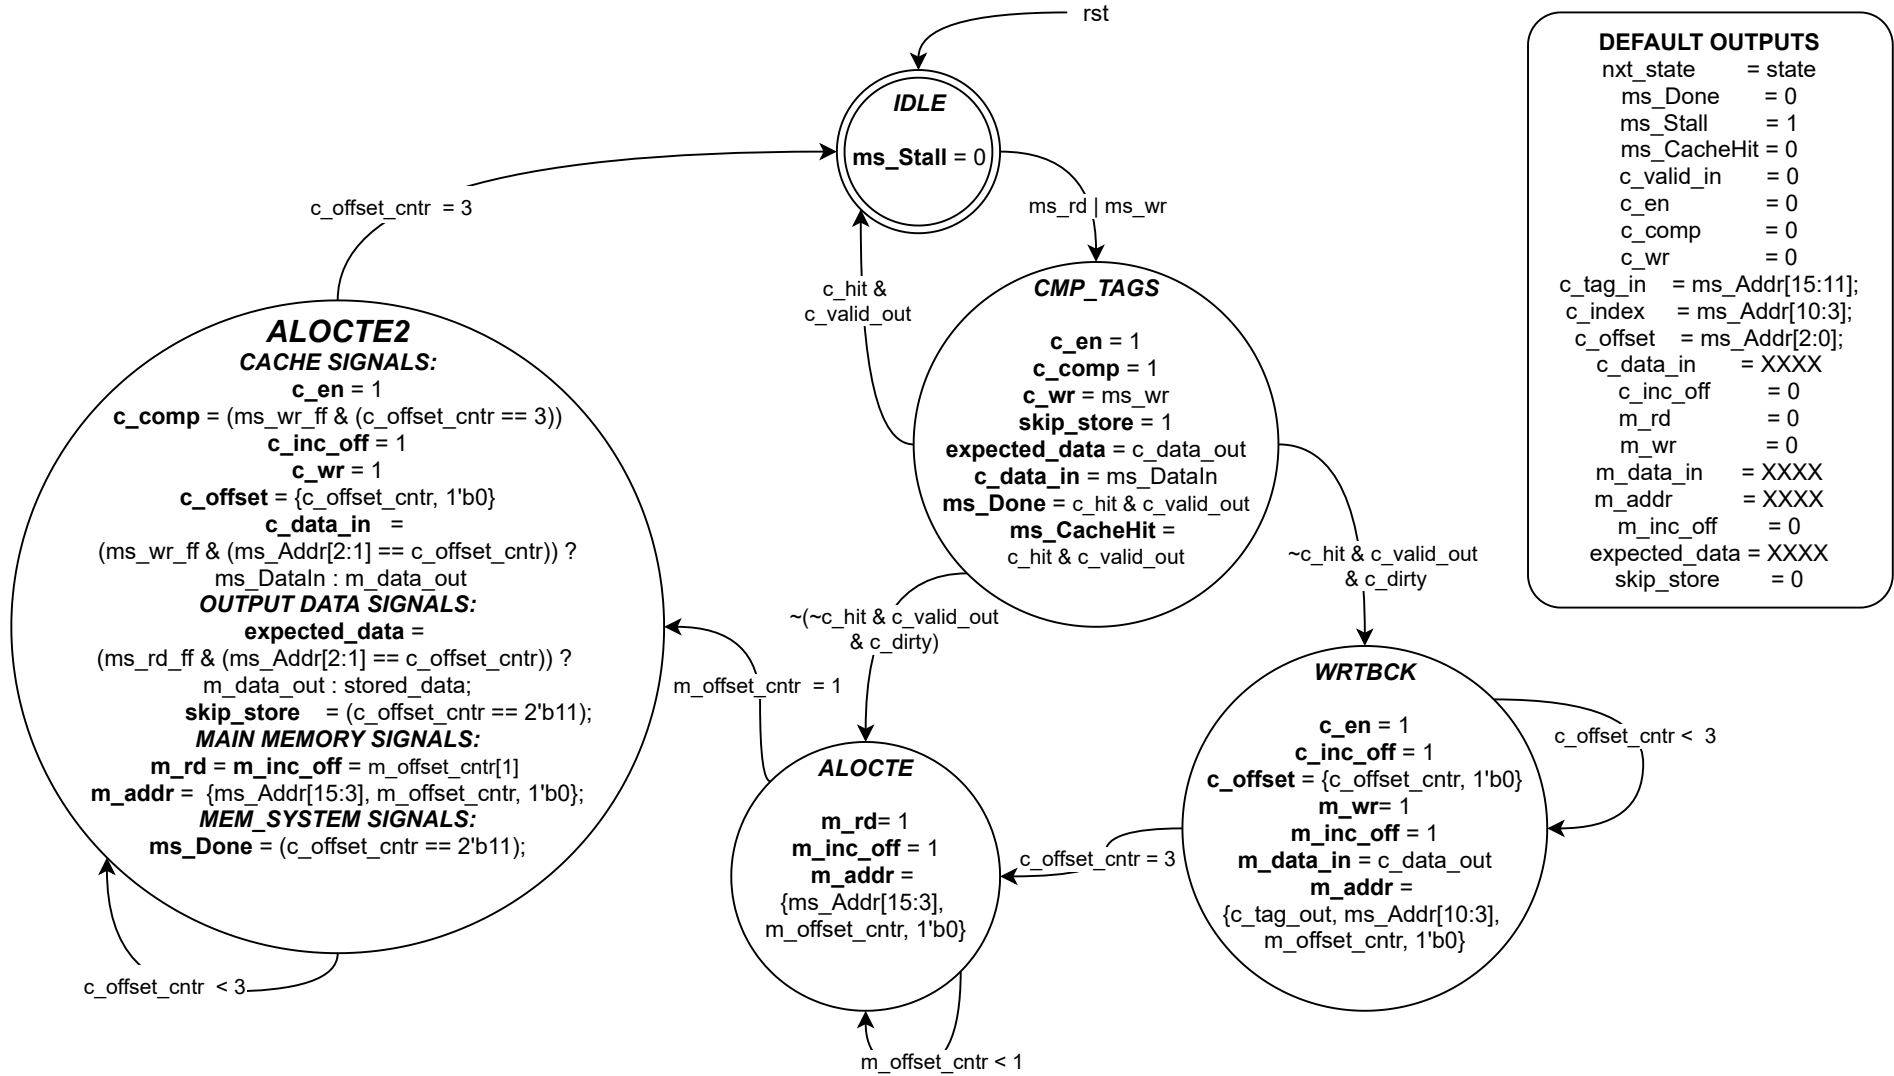 rst
IDLE
ms_Stall = 0
DEFAULT OUTPUTS
nxt_state = state
ms_Done = 0
ms_Stall = 1
ms_CacheHit = 0
c_valid_in = 0
c_en = 0
c_comp = 0
c_wr = 0
c_tag_in = ms_Addr[15:11];
c_index = ms_Addr[10:3];
c_offset = ms_Addr[2:0];
c_data_in = XXXX
c_inc_off = 0
m_rd = 0
m_wr = 0
m_data_in = XXXX
m_addr = XXXX
m_inc_off = 0
expected_data = XXXX
skip_store = 0
c_offset_cntr = 3
ms_rd | ms_wr
c_hit &
c_valid_out
CMP_TAGS
c_en = 1
c_comp = 1
c_wr = ms_wr
skip_store = 1
expected_data = c_data_out
c_data_in = ms_DataIn
ms_Done = c_hit & c_valid_out
ms_CacheHit =
c_hit & c_valid_out
~c_hit & c_valid_out
& c_dirty
~(~c_hit & c_valid_out
& c_dirty)
ALOCTE2
CACHE SIGNALS:
c_en = 1
c_comp = (ms_wr_ff & (c_offset_cntr == 3))
c_inc_off = 1
c_wr = 1
c_offset = {c_offset_cntr, 1'b0}
c_data_in =
(ms_wr_ff & (ms_Addr[2:1] == c_offset_cntr)) ?
ms_DataIn : m_data_out
OUTPUT DATA SIGNALS:
expected_data =
(ms_rd_ff & (ms_Addr[2:1] == c_offset_cntr)) ?
m_data_out : stored_data;
skip_store = (c_offset_cntr == 2'b11);
MAIN MEMORY SIGNALS:
m_rd = m_inc_off = m_offset_cntr[1]
m_addr = {ms_Addr[15:3], m_offset_cntr, 1'b0};
MEM_SYSTEM SIGNALS:
ms_Done = (c_offset_cntr == 2'b11);
c_offset_cntr < 3
m_offset_cntr = 1
ALOCTE
m_rd= 1
m_inc_off = 1
m_addr =
{ms_Addr[15:3],
m_offset_cntr, 1'b0}
m_offset_cntr < 1
c_offset_cntr = 3
WRTBCK
c_en = 1
c_inc_off = 1
c_offset = {c_offset_cntr, 1'b0}
m_wr= 1
m_inc_off = 1
m_data_in = c_data_out
m_addr =
{c_tag_out, ms_Addr[10:3],
m_offset_cntr, 1'b0}
c_offset_cntr < 3